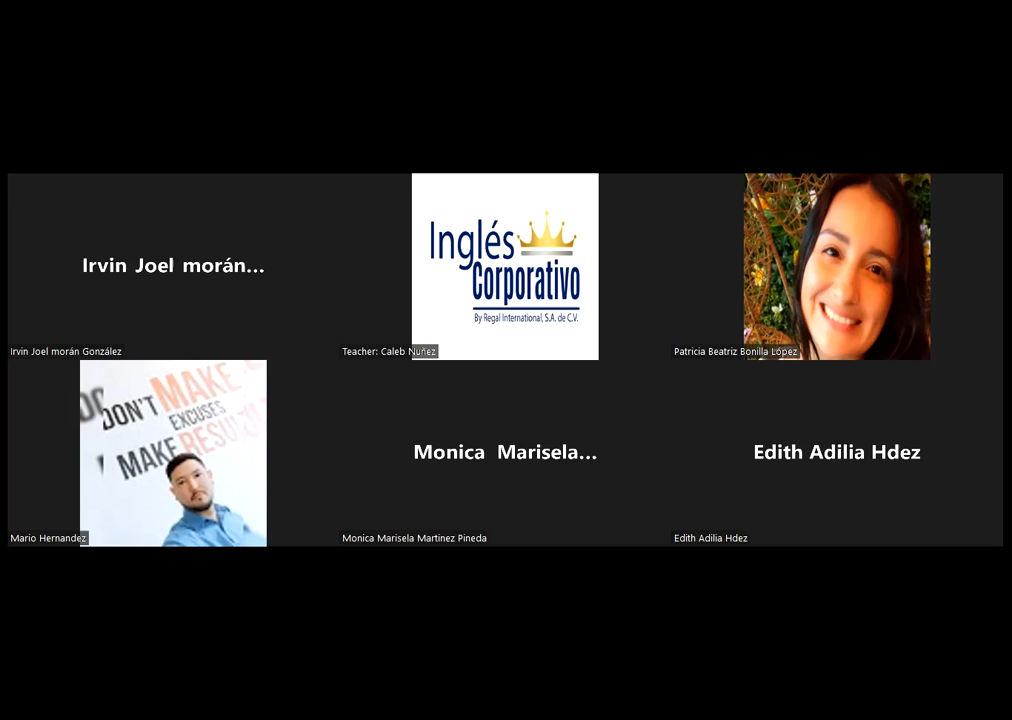 Irvin Joel morán...
Irvin Joel morán González
Inglés
Corporativo
By Regal International, S.A. de C.V.
Teacher: Caleb Nuñez
Patricia Beatriz Bonilla López
DON'T MAKE
EXCUSES
MAKE RESULT
Mario Hernandez
Monica Marisela...
Monica Marisela Martinez Pineda
Edith Adilia Hdez
Edith Adilia Hdez